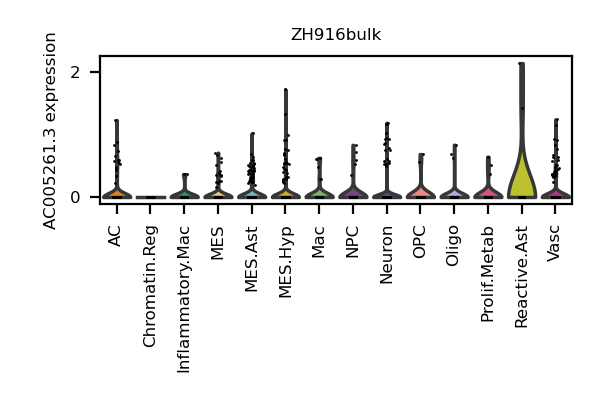 ZH916bulk
AC005261.3 expression
2
0
AC
Chromatin.Reg
Inflammatory.Mac
MES
MES.Ast
MES.Hyp
Mac
NPC
Neuron
OPC
Oligo
Prolif.Metab
Reactive.Ast
Vasc